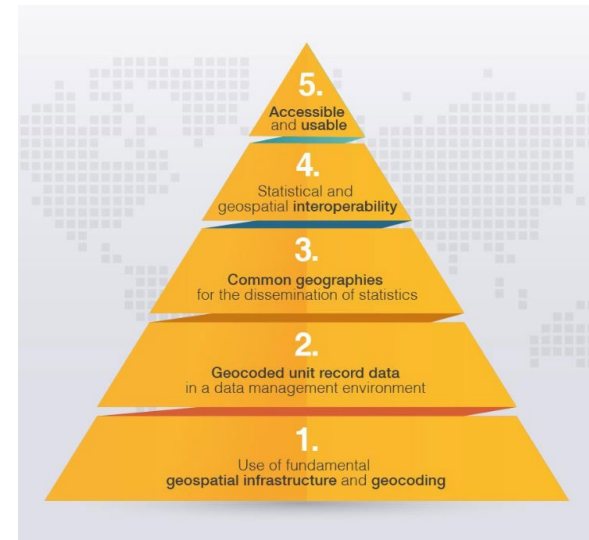 5.
Accessible
and usable
4.
Statistical and
geospatial interoperability
3.
Common geographies
for the dissemination of statistics
2.
Geocoded unit record data
in a data management environment
1.
Use of fundamental
geospatial infrastructure and geocoding